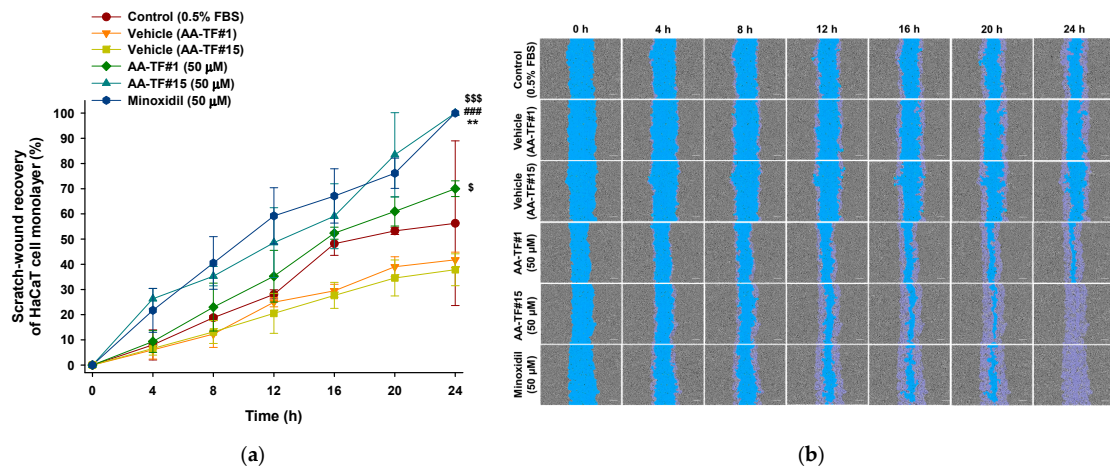 Control (0.5% FBS)
Vehicle (AA-TF#1)
Vehicle (AA-TF#15)
AA-TF#1 (50 µM)
AA-TF#15 (50 µM)
Minoxidil (50 µM)
$$$
###
**
$
Scratch-wound recovery
of HaCaT cell monolayer (%)
100
90
80
70
60
50
40
30
20
10
0
0 4 8 12 16 20 24
Time (h)
(a)
0 h 4 h 8 h 12 h 16 h 20 h 24 h
Control
(0.5% FBS)
Vehicle
(AA-TF#1)
Vehicle
(AA-TF#15)
AA-TF#1
(50 µM)
AA-TF#15
(50 µM)
Minoxidil
(50 µM)
(b)